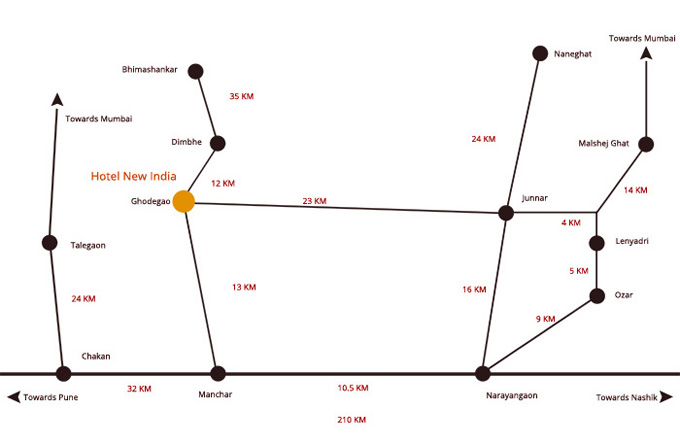 Towards Mumbai
Naneghat
Bhimashankar
35 KM
Towards Mumbai
Dimbhe
24 KM
Malshej Ghat
Hotel New India
12 KM
14 KM
Ghodegao
23 KM
Junnar
4 KM
Talegaon
Lenyadri
5 KM
24 KM
13 KM
16 KM
Ozar
9 KM
Chakan
32 KM
10.5 KM
Towards Pune
Manchar
Narayangaon
Towards Nashik
210 KM